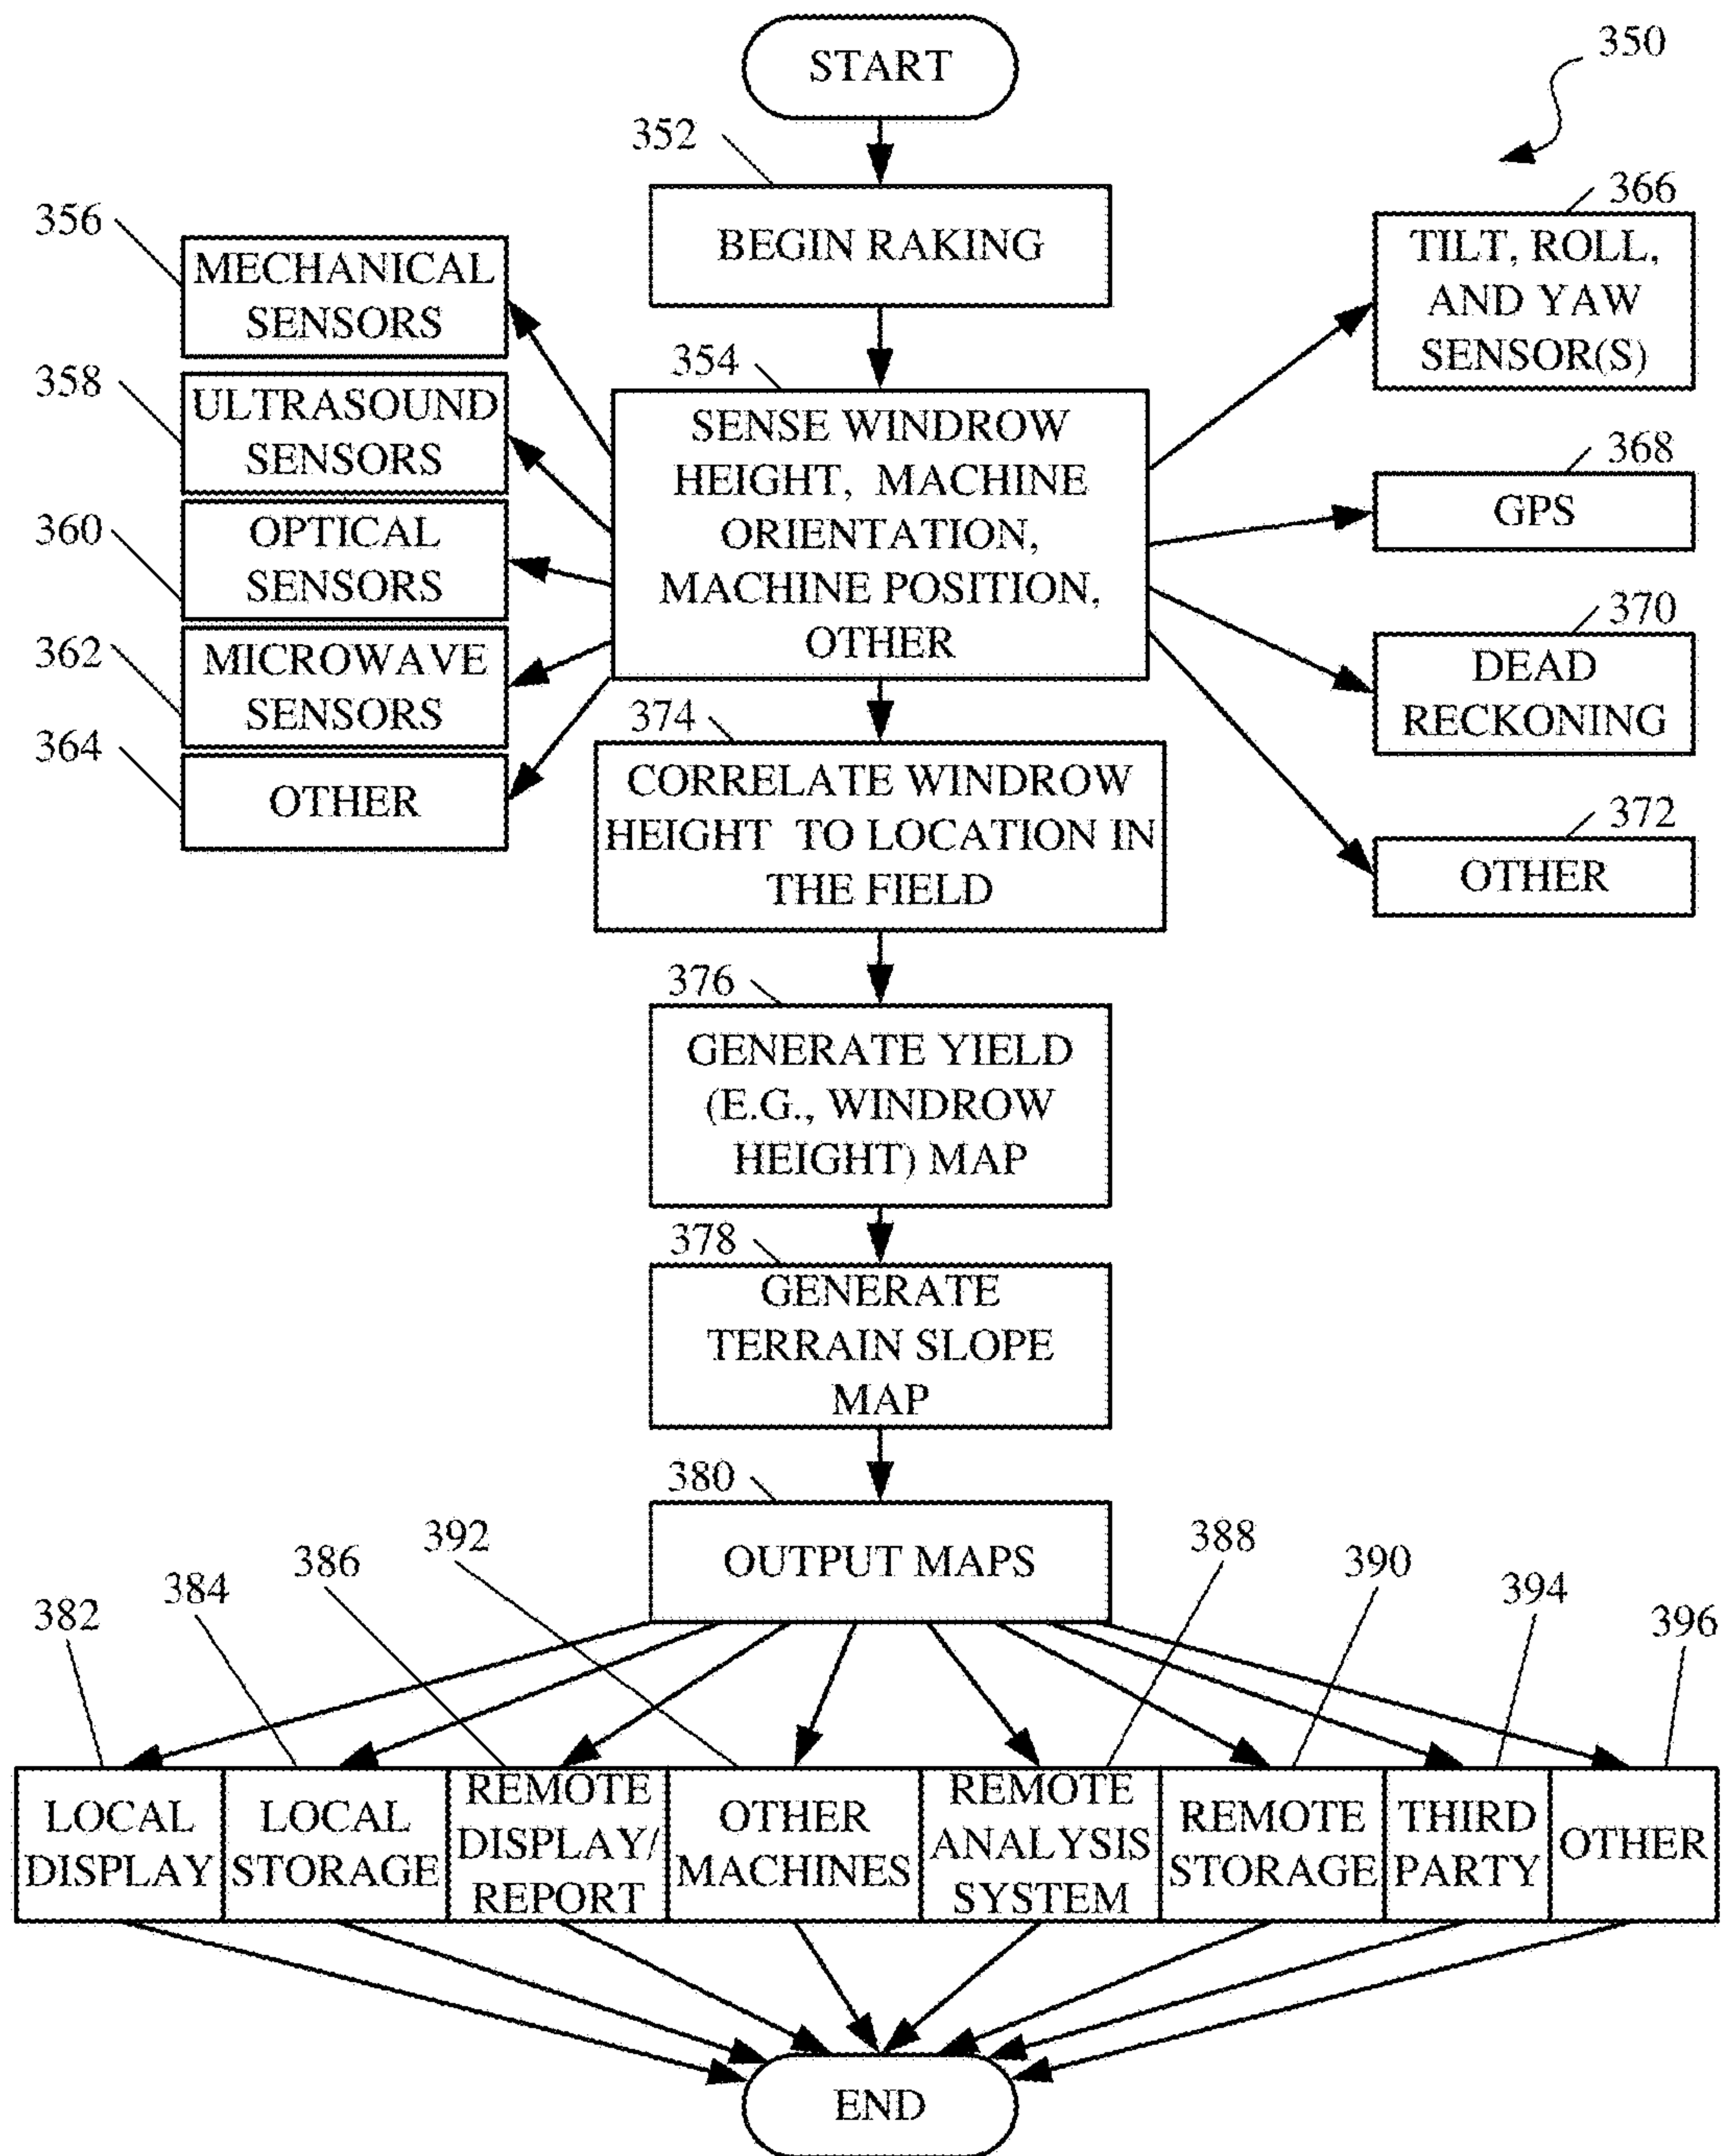 START
350
352
BEGIN RAKING
356
MECHANICAL
SENSORS
358
ULTRASOUND
SENSORS
360
OPTICAL
SENSORS
362
MICROWAVE
SENSORS
364
OTHER
354
SENSE WINDROW
HEIGHT, MACHINE
ORIENTATION,
MACHINE POSITION,
OTHER
366
TILT, ROLL,
AND YAW
SENSOR(S)
368
GPS
370
DEAD
RECKONING
372
OTHER
374
CORRELATE WINDROW
HEIGHT TO LOCATION IN
THE FIELD
376
GENERATE YIELD
(E.G., WINDROW
HEIGHT) MAP
378
GENERATE
TERRAIN SLOPE
MAP
380
OUTPUT MAPS
382
384
386
392
388
390
394
396
LOCAL
DISPLAY
LOCAL
STORAGE
REMOTE
DISPLAY/
REPORT
OTHER
MACHINES
REMOTE
ANALYSIS
SYSTEM
REMOTE
STORAGE
THIRD
PARTY
OTHER
END